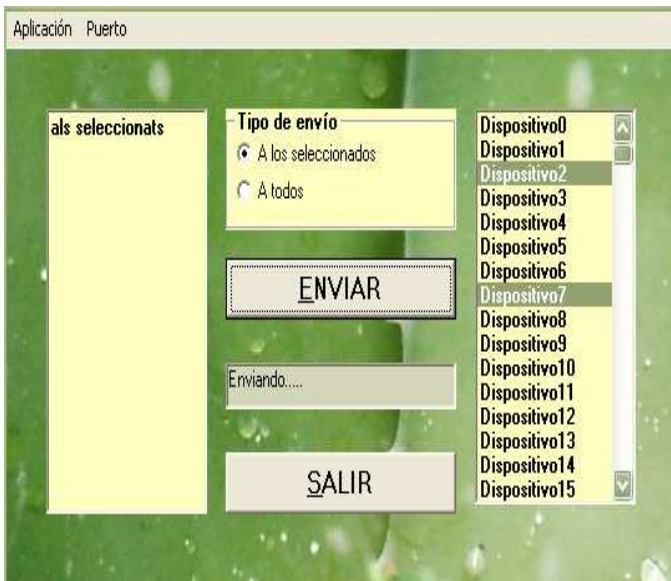 Aplicación Puerto
als seleccionats
Tipo de envío
A los seleccionados
A todos
ENVIAR
Enviando.....
SALIR
Dispositivo0
Dispositivo1
Dispositivo2
Dispositivo3
Dispositivo4
Dispositivo5
Dispositivo6
Dispositivo7
Dispositivo8
Dispositivo9
Dispositivo10
Dispositivo11
Dispositivo12
Dispositivo13
Dispositivo14
Dispositivo15